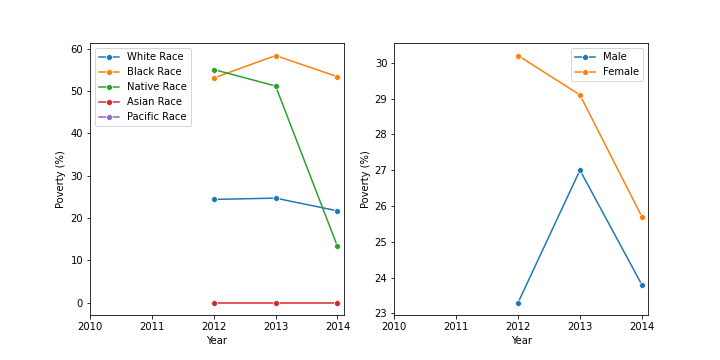 White Race
Black Race
Native Race
Asian Race
Pacific Race
60
50
40
30
20
10
0
Poverty (%)
2010 2011 2012 2013 2014
Year
Male
Female
30
29
28
27
26
25
24
23
Poverty (%)
2010 2011 2012 2013 2014
Year